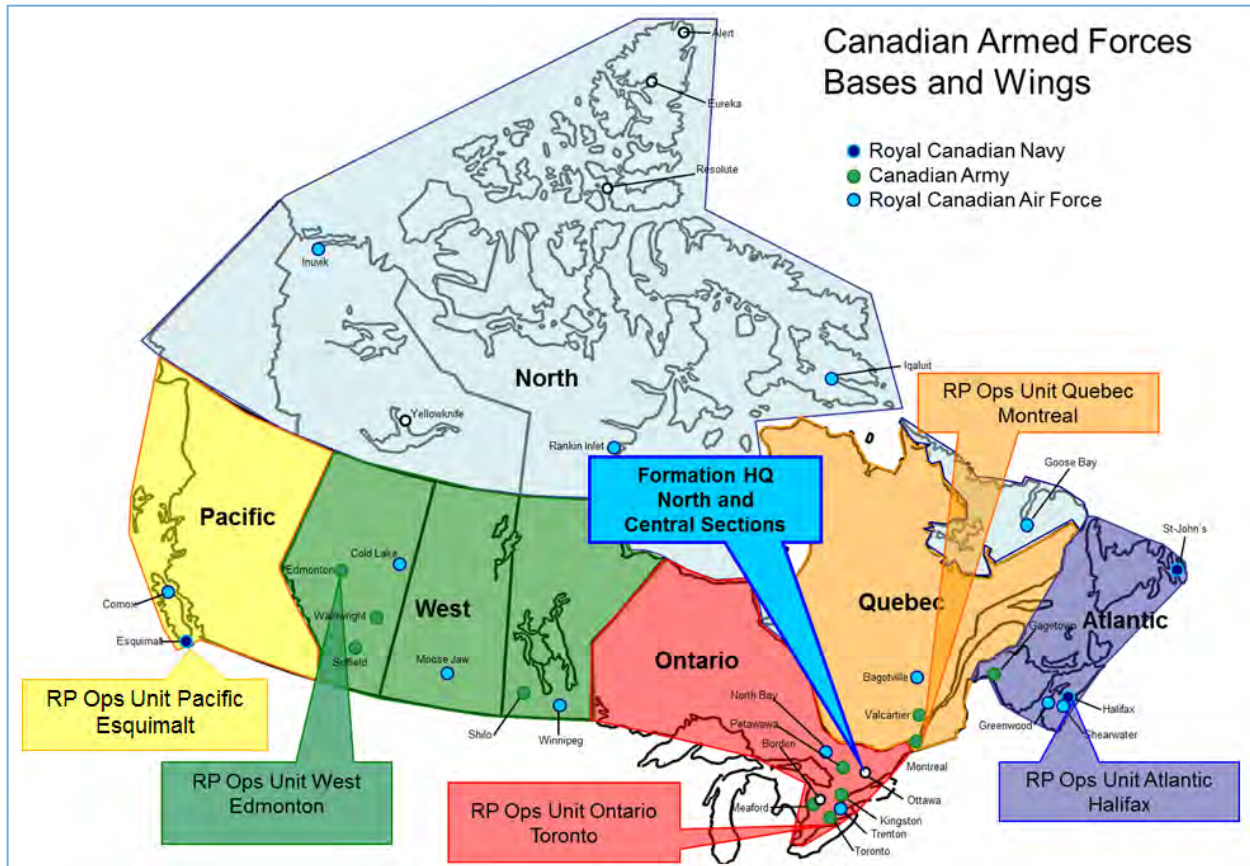 Canadian Armed Forces
Bases and Wings
Royal Canadian Navy
Canadian Army
Royal Canadian Air Force
Alert
Eureka
Resolute
Inuvik
North
Iqaluit
Yellowknife
Rankin Inlet
RP Ops Unit Quebec
Montreal
Formation HQ
North and
Central Sections
Goose Bay
St-John's
Pacific
Cold Lake
Edmonton
West
Wainwright
Suffield
Moose Jaw
Shilo
Winnipeg
Comox
Esquimalt
Ontario
Quebec
Gagetown
Atlantic
Bagotville
North Bay
Petawawa
Borden
Valcartier
Greenwood
Halifax
Shearwater
Montreal
Ottawa
Meaford
Kingston
Trenton
Toronto
RP Ops Unit Pacific
Esquimalt
RP Ops Unit West
Edmonton
RP Ops Unit Ontario
Toronto
RP Ops Unit Atlantic
Halifax